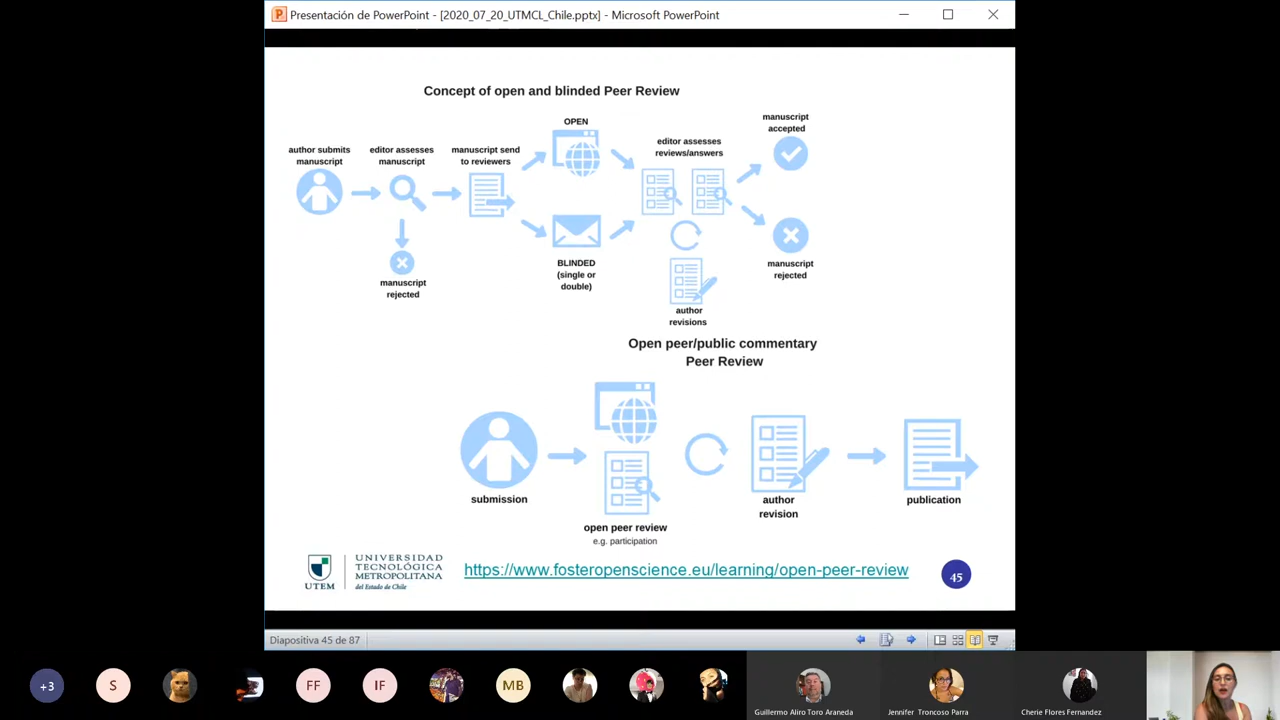 Presentación de PowerPoint - [2020_07_20_UTMCL_Chile.pptx] - Microsoft PowerPoint
Concept of open and blinded Peer Review
author submits
manuscript
editor assesses
manuscript
manuscript send
to reviewers
OPEN
editor assesses
reviews/answers
manuscript
accepted
manuscript
rejected
BLINDED
(single or
double)
author
revisions
manuscript
rejected
Open peer/public commentary
Peer Review
submission
open peer review
e.g. participation
author
revision
publication
UTEM
UNIVERSIDAD
TECNOLÓGICA
METROPOLITANA
del Estado de Chile
https://www.fosteropenscience.eu/learning/open-peer-review
45
Diapositiva 45 de 87
+3
S
FF
IF
MB
Guillermo Aliro Toro Araneda
Jennifer Troncoso Parra
Cherie Flores Fernandez